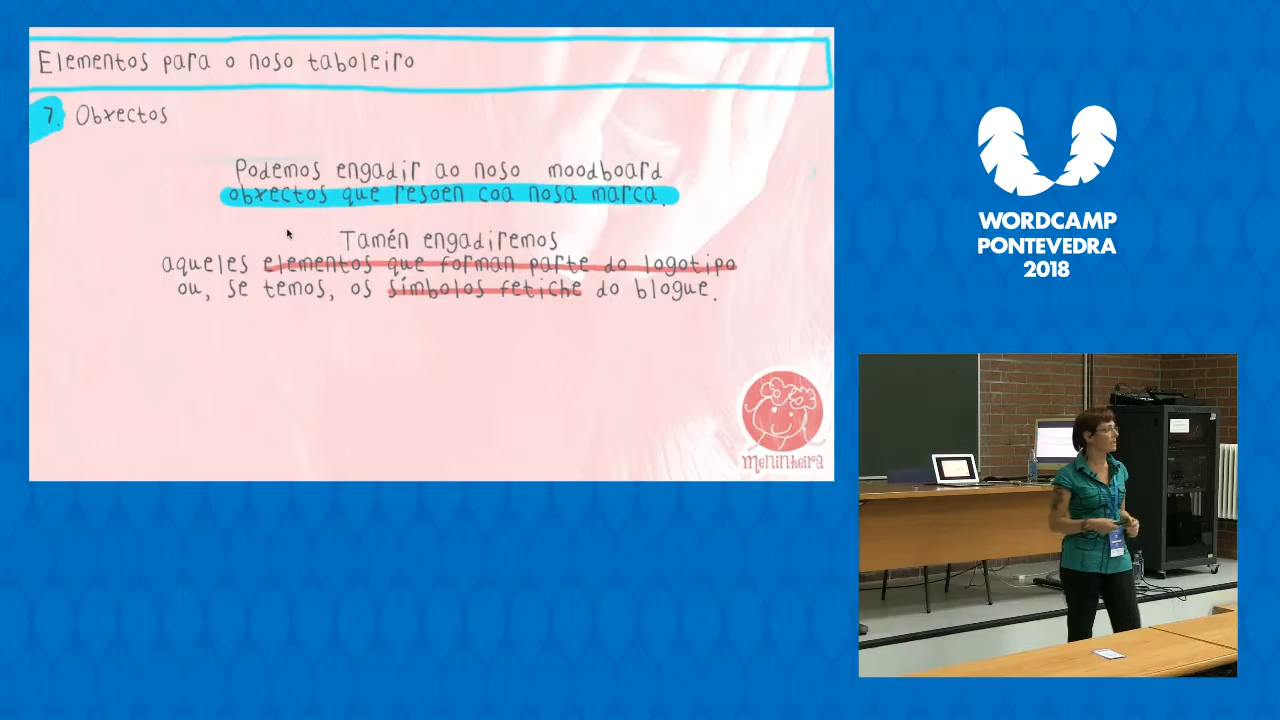 Elementos para o noso taboleiro
7. Obxectos
Podemos engadir ao noso moodboard
obxectos que resoen coa nosa marca.
Tamén engadiremos
aqueles elementos que forman parte do logotipo
ou, se temos, os símbolos fetiche do blogue.
meninheira
WORDCAMP
PONTEVEDRA
2018